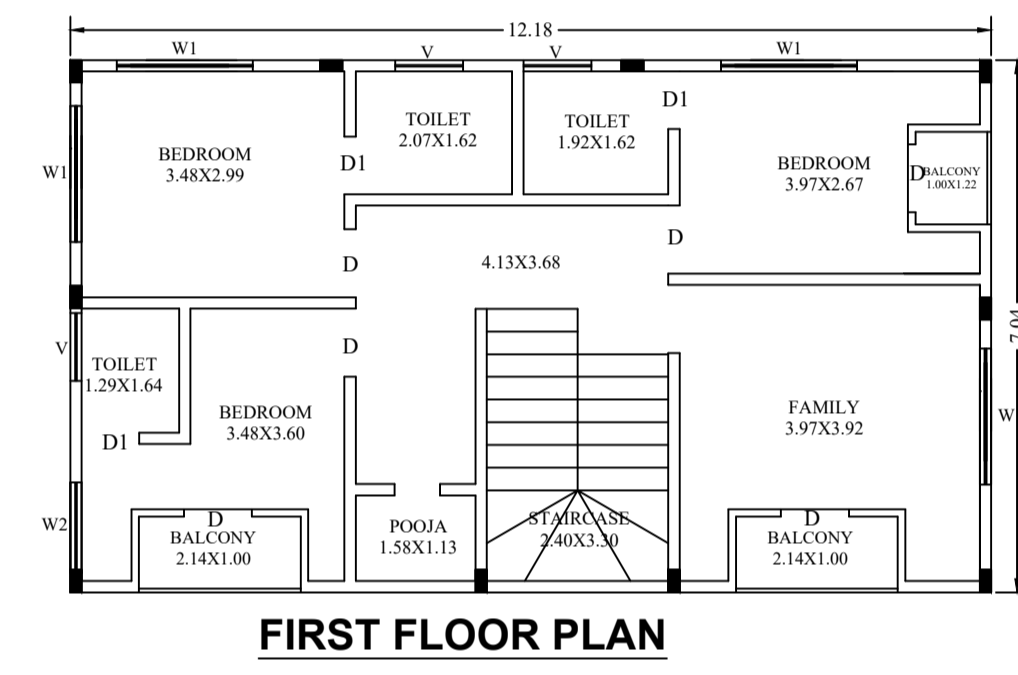 12.18
W1
V
V
W1
D1
TOILET
2.07X1.62
TOILET
1.92X1.62
BEDROOM
3.48X2.99
D1
BEDROOM
3.97X2.67
W1
D
BALCONY
1.00X1.22
D
D
4.13X3.68
7.04
V
D
TOILET
1.29X1.64
BEDROOM
3.48X3.60
D1
FAMILY
3.97X3.92
W
W2
D
BALCONY
2.14X1.00
POOJA
1.58X1.13
STAIRCASE
2.40X3.30
D
BALCONY
2.14X1.00
FIRST FLOOR PLAN